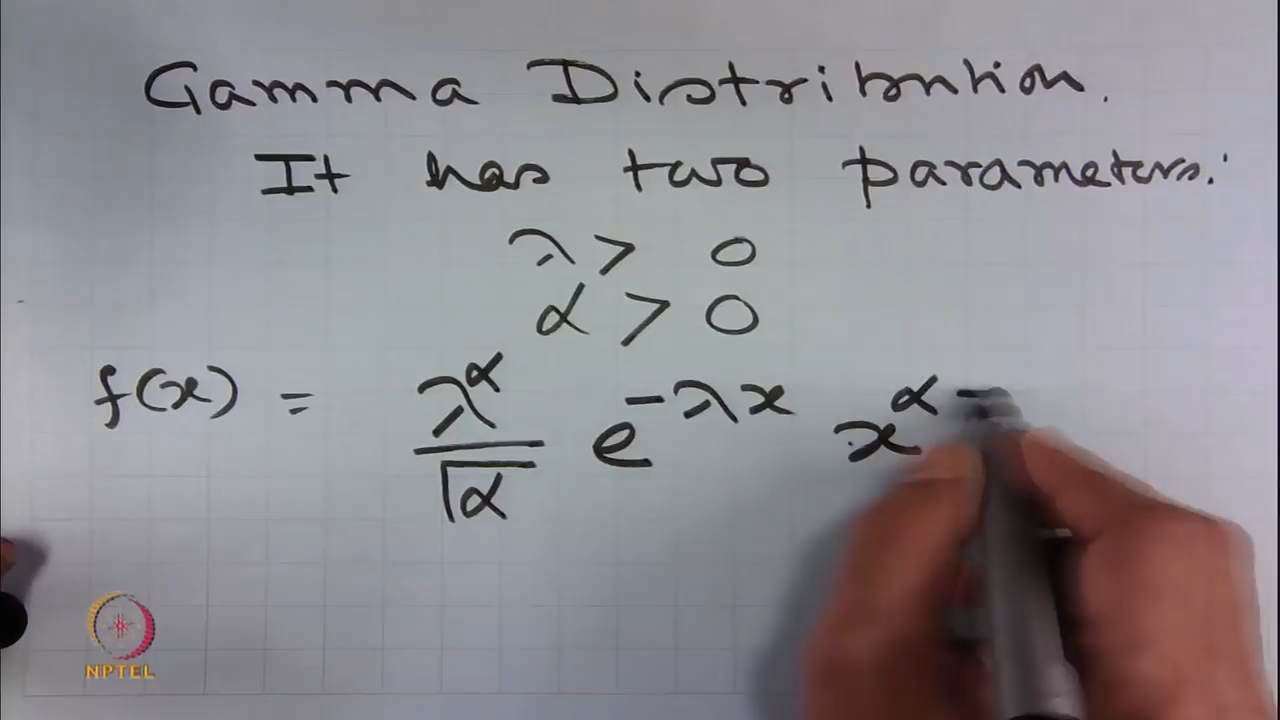 Gamma Distribution.
It has two parameters:
λ > 0
α > 0
f(x) = λ^α / Γα e^-λx x^α-
NPTEL